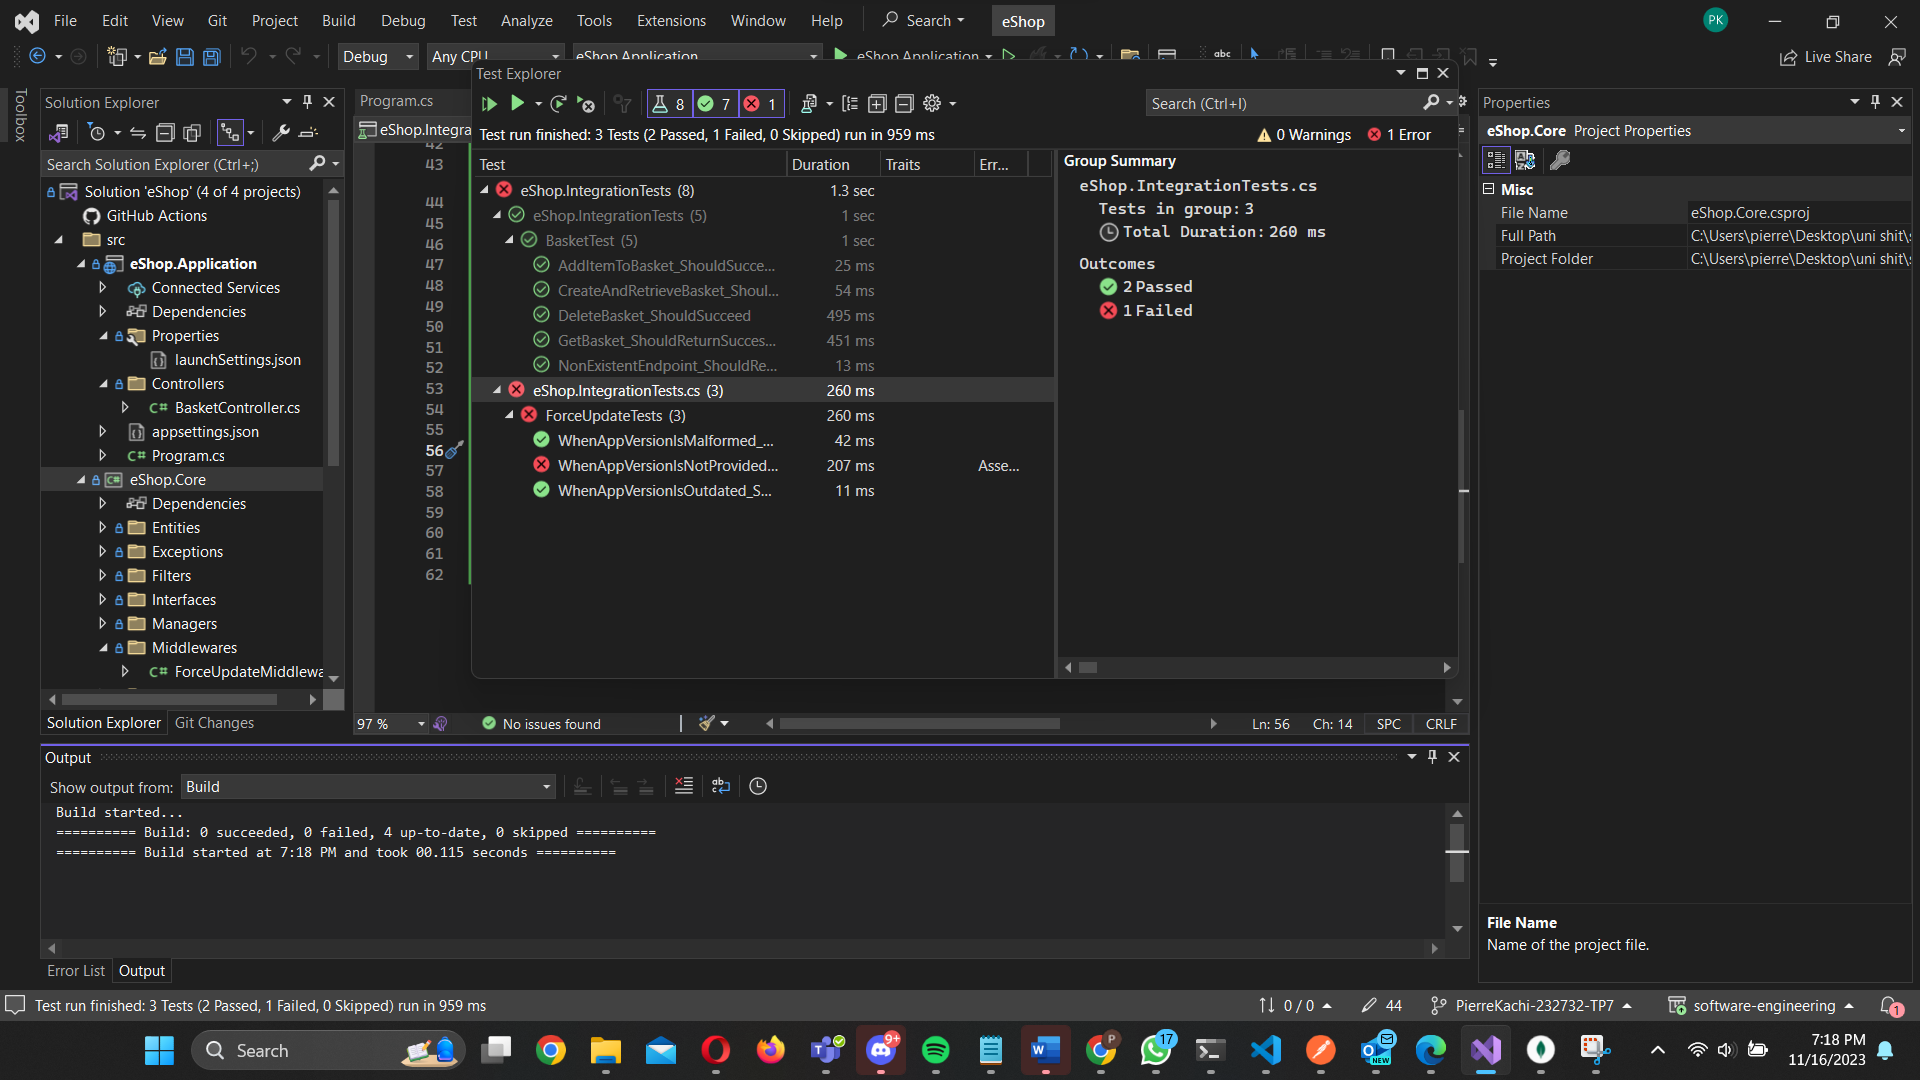 File Edit View Git Project Build Debug Test Analyze Tools Extensions Window Help Search eShop PK
Debug Any CPU eShop Application eShop Application Live Share
Toolbox
Solution Explorer
Search Solution Explorer (Ctrl+;)
Solution 'eShop' (4 of 4 projects)
GitHub Actions
src
eShop.Application
Connected Services
Dependencies
Properties
launchSettings.json
Controllers
C# BasketController.cs
appsettings.json
C# Program.cs
eShop.Core
Dependencies
Entities
Exceptions
Filters
Interfaces
Managers
Middlewares
C# ForceUpdateMiddlewa
Solution Explorer Git Changes
Program.cs
eShop.Integra
42
43
44
45
46
47
48
49
50
51
52
53
54
55
56
57
58
59
60
61
62
Test Explorer
8 7 1
Search (Ctrl+I)
Test run finished: 3 Tests (2 Passed, 1 Failed, 0 Skipped) run in 959 ms 0 Warnings 1 Error
Test Duration Traits Err...
eShop.IntegrationTests (8) 1.3 sec
eShop.IntegrationTests (5) 1 sec
BasketTest (5) 1 sec
AddItemToBasket_ShouldSucce... 25 ms
CreateAndRetrieveBasket_Shoul... 54 ms
DeleteBasket_ShouldSucceed 495 ms
GetBasket_ShouldReturnSucces... 451 ms
NonExistentEndpoint_ShouldRe... 13 ms
eShop.IntegrationTests.cs (3) 260 ms
ForceUpdateTests (3) 260 ms
WhenAppVersionIsMalformed_... 42 ms
WhenAppVersionIsNotProvided... 207 ms Asse...
WhenAppVersionIsOutdated_S... 11 ms
Group Summary
eShop.IntegrationTests.cs
Tests in group: 3
Total Duration: 260 ms
Outcomes
2 Passed
1 Failed
97 % No issues found Ln: 56 Ch: 14 SPC CRLF
Properties
eShop.Core Project Properties
Misc
File Name eShop.Core.csproj
Full Path C:\Users\pierre\Desktop\uni shit\s
Project Folder C:\Users\pierre\Desktop\uni shit\s
File Name
Name of the project file.
Output
Show output from: Build
Build started...
========== Build: 0 succeeded, 0 failed, 4 up-to-date, 0 skipped ==========
========== Build started at 7:18 PM and took 00.115 seconds ==========
Error List Output
Test run finished: 3 Tests (2 Passed, 1 Failed, 0 Skipped) run in 959 ms 0 / 0 44 PierreKachi-232732-TP7 software-engineering 1
Search 9+ P 17 NEW 7:18 PM
11/16/2023